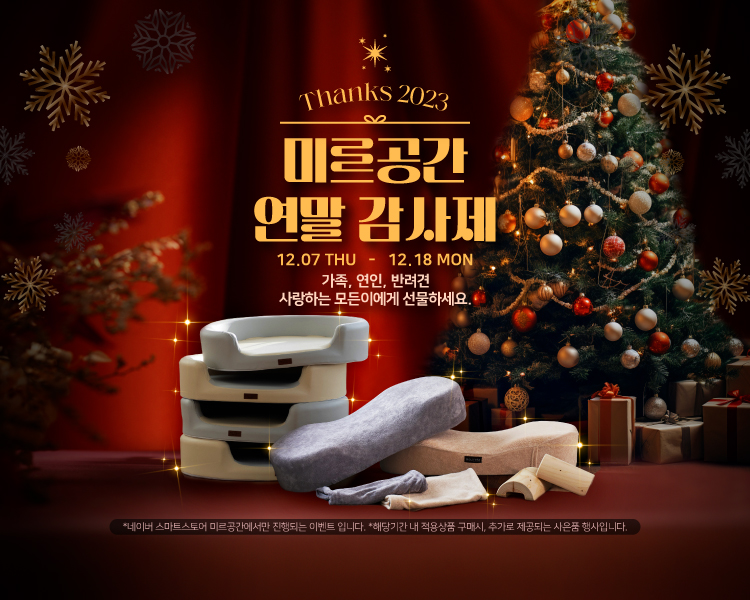 Thanks 2023
미르공간
연말 감사제
12.07 THU - 12.18 MON
가족, 연인, 반려견
사랑하는 모든이에게 선물하세요.
*네이버 스마트스토어 미르공간에서만 진행되는 이벤트 입니다. *해당기간 내 적용상품 구매시, 추가로 제공되는 사은품 행사입니다.